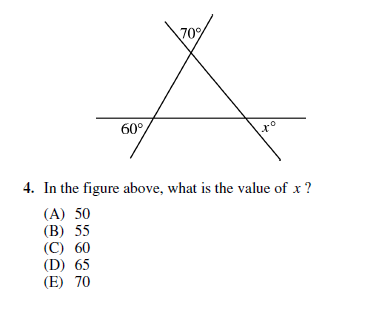 70°
60°
x°
4. In the figure above, what is the value of x ?
(A) 50
(B) 55
(C) 60
(D) 65
(E) 70